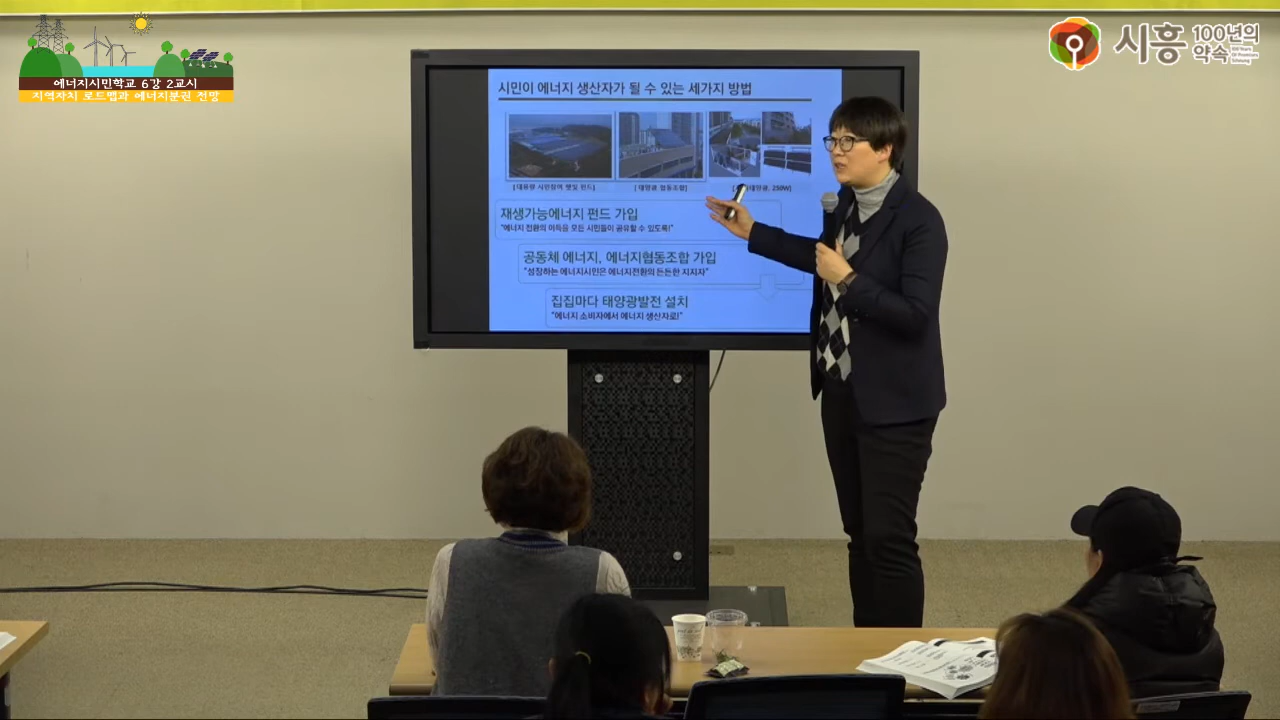 에너지시민학교 6강 2교시
지역자치 로드맵과 에너지분권 전망
시흥 100년의 약속
시민이 에너지 생산자가 될 수 있는 세가지 방법
[태양광 협동조합]
재생가능에너지 펀드 가입
"에너지 전환의 이득을 모든 시민들이 공유할 수 있도록!"
공동체 에너지, 에너지협동조합 가입
"성장하는 에너지시민은 에너지전환의 든든한 지지자"
집집마다 태양광발전 설치
"에너지 소비자에서 에너지 생산자로!"